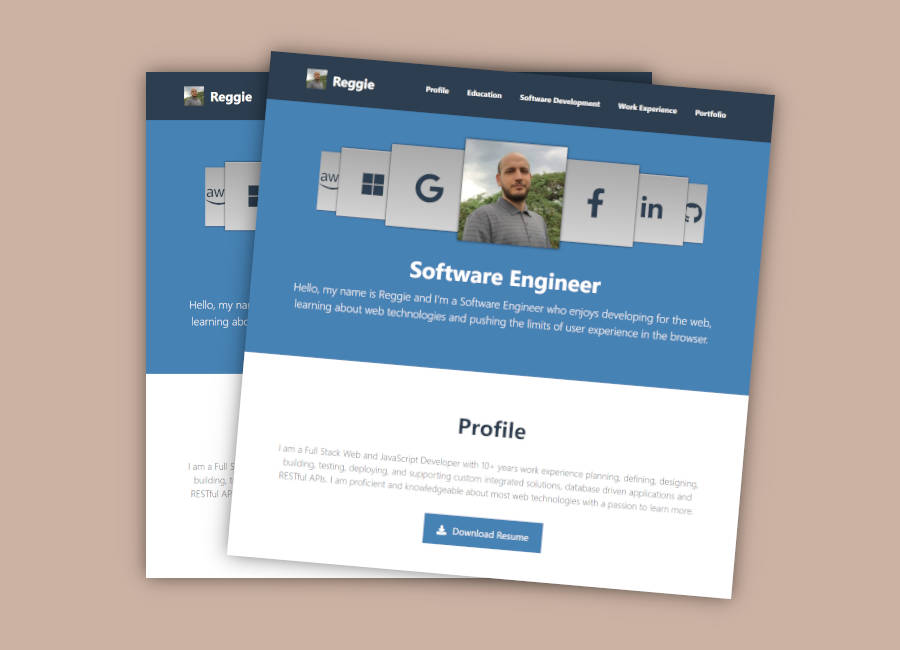 Reggie
Hello, my na
learning abo
I am a Full S
building, t
RESTful AP
aw
Reggie
Profile Education Software Development Work Experience Portfolio
aws G f in
Software Engineer
Hello, my name is Reggie and I'm a Software Engineer who enjoys developing for the web,
learning about web technologies and pushing the limits of user experience in the browser.
Profile
I am a Full Stack Web and JavaScript Developer with 10+ years work experience planning, defining, designing,
building, testing, deploying, and supporting custom integrated solutions, database driven applications and
RESTful APIs. I am proficient and knowledgeable about most web technologies with a passion to learn more.
Download Resume